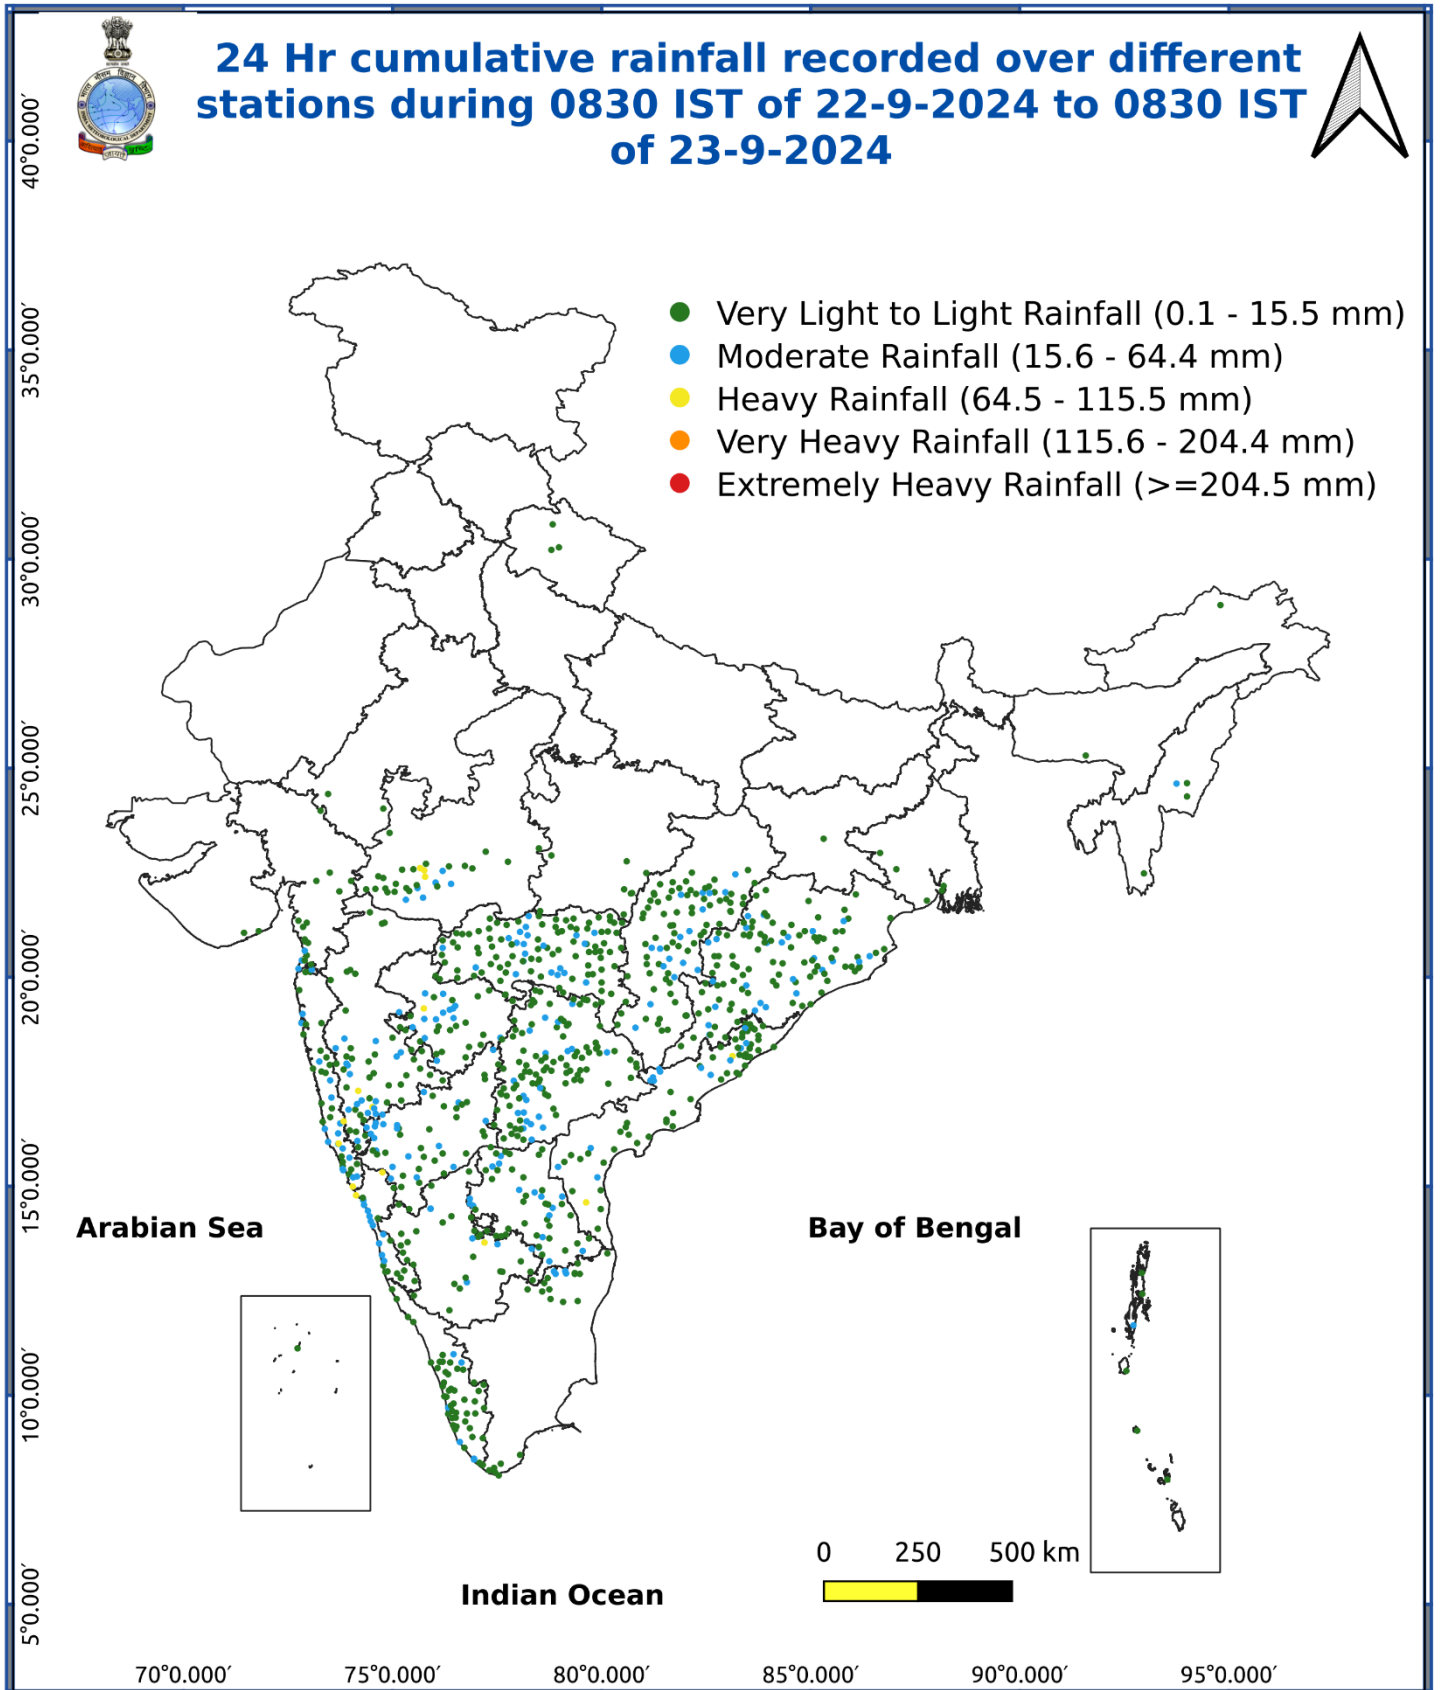 24 Hr cumulative rainfall recorded over different
stations during 0830 IST of 22-9-2024 to 0830 IST
of 23-9-2024
Very Light to Light Rainfall (0.1 - 15.5 mm)
Moderate Rainfall (15.6 - 64.4 mm)
Heavy Rainfall (64.5 - 115.5 mm)
Very Heavy Rainfall (115.6 - 204.4 mm)
Extremely Heavy Rainfall (>=204.5 mm)
40°0.000′
35°0.000′
30°0.000′
25°0.000′
20°0.000′
15°0.000′
10°0.000′
5°0.000′
Arabian Sea
Bay of Bengal
Indian Ocean
0 250 500 km
70°0.000′ 75°0.000′ 80°0.000′ 85°0.000′ 90°0.000′ 95°0.000′